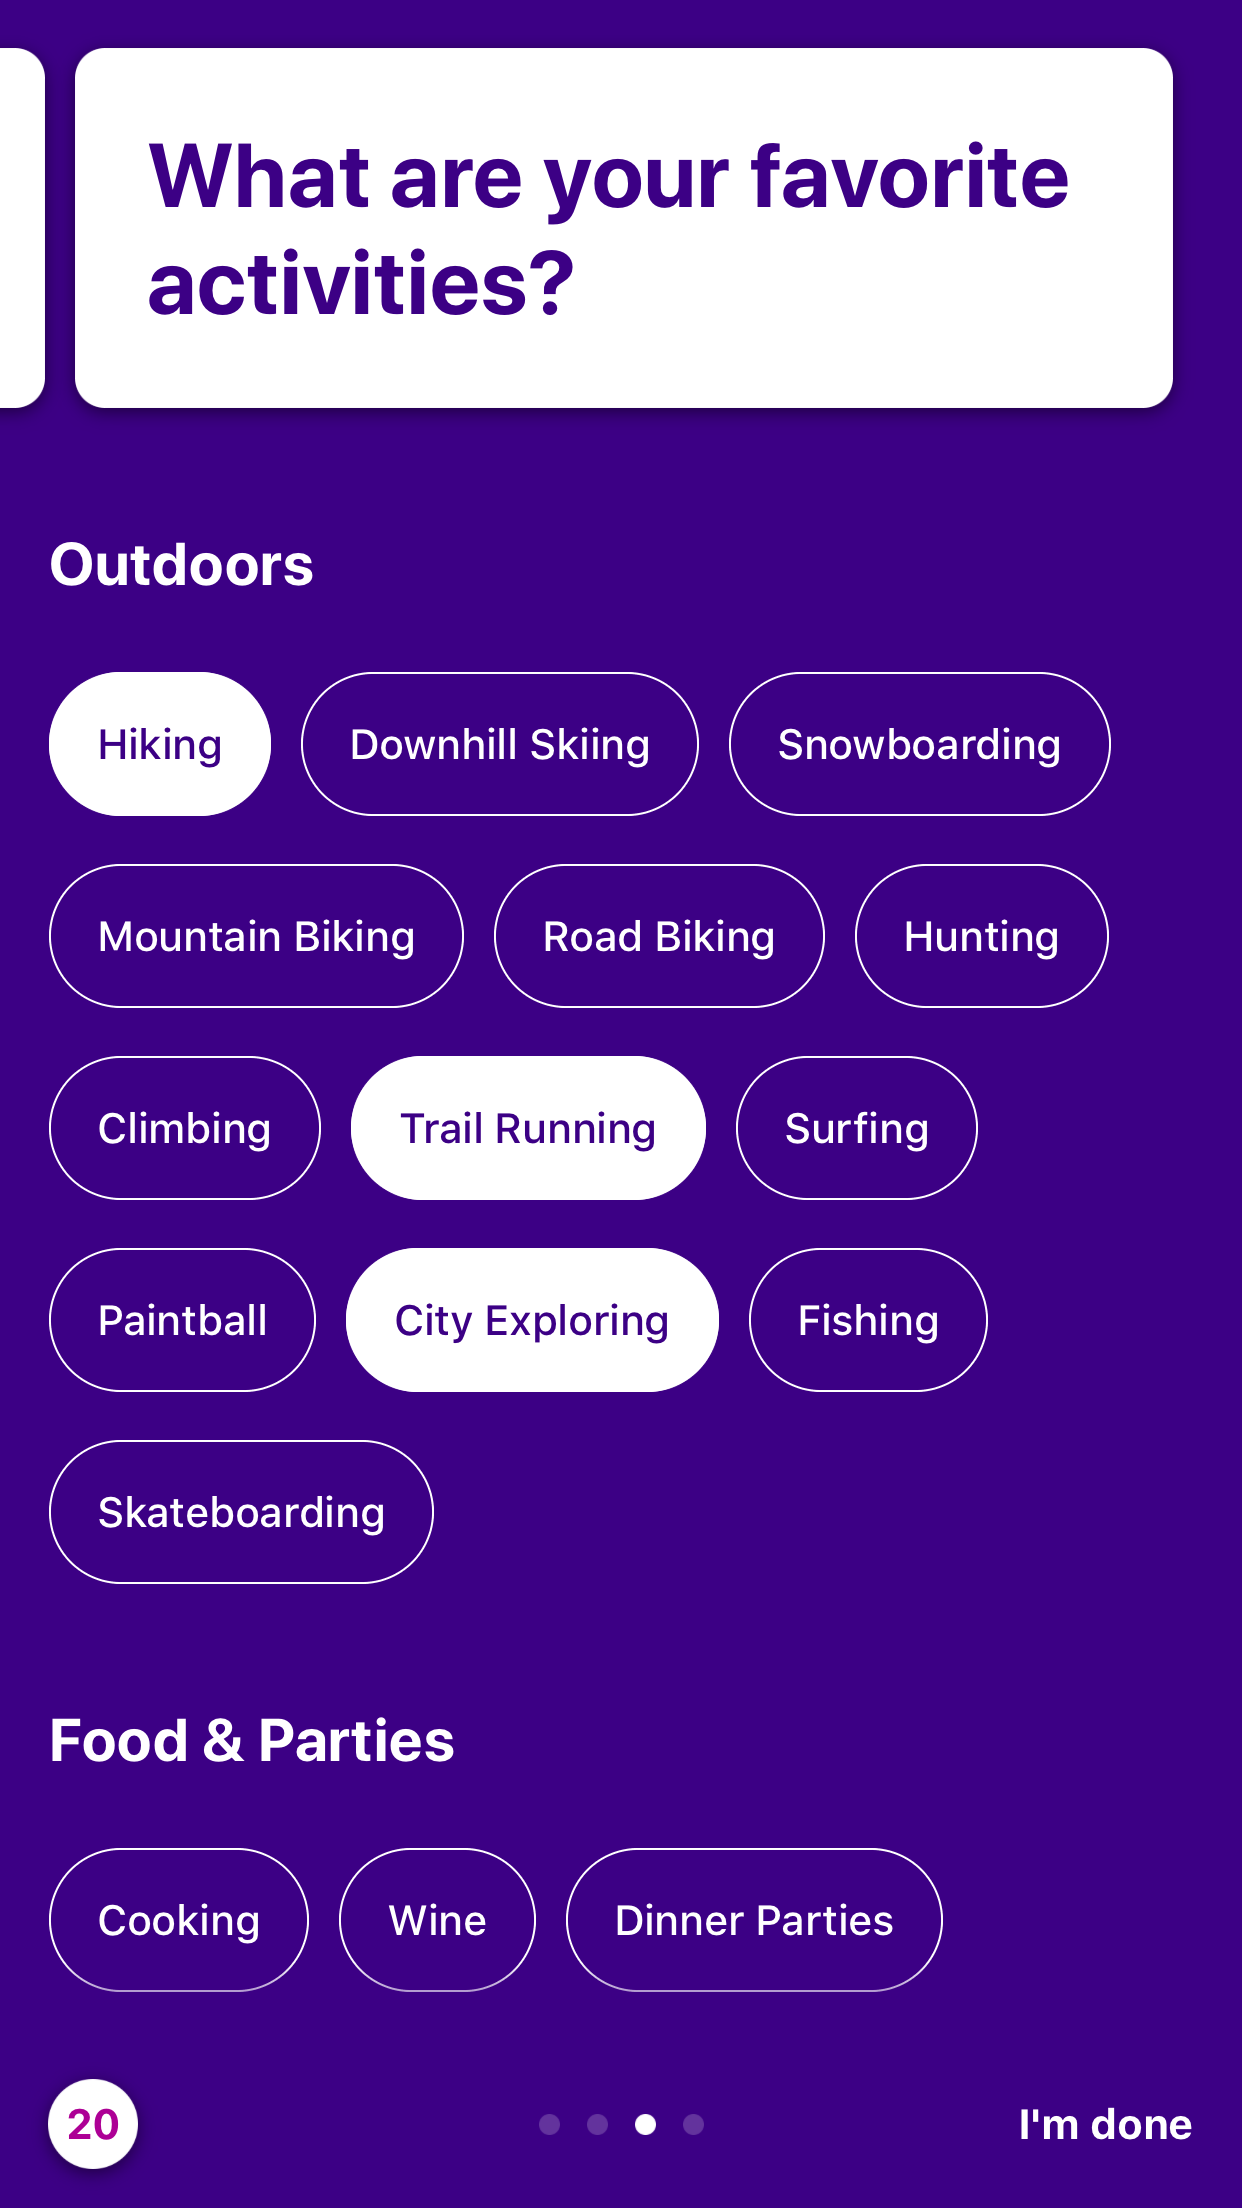 What are your favorite
activities?
Outdoors
Hiking
Downhill Skiing
Snowboarding
Mountain Biking
Road Biking
Hunting
Climbing
Trail Running
Surfing
Paintball
City Exploring
Fishing
Skateboarding
Food & Parties
Cooking
Wine
Dinner Parties
20
I'm done